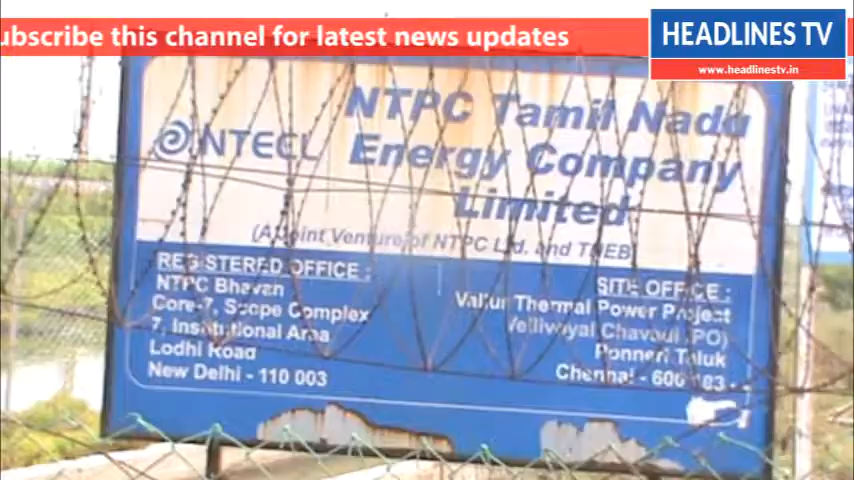 ubscribe this channel for latest news updates
HEADLINES TV
www.headlinestv.in
NTECL
NTPC Tamil Nadu
Energy Company
Limited
(A Joint Venture of NTPC Ltd. and TNEB)
REGISTERED OFFICE :
NTPC Bhavan
Core-7, Scope Complex
7, Institutional Area
Lodhi Road
New Delhi - 110 003
SITE OFFICE :
Vallur Thermal Power Project
Vellivoyal Chavadi (PO)
Ponneri Taluk
Chennai - 600 103